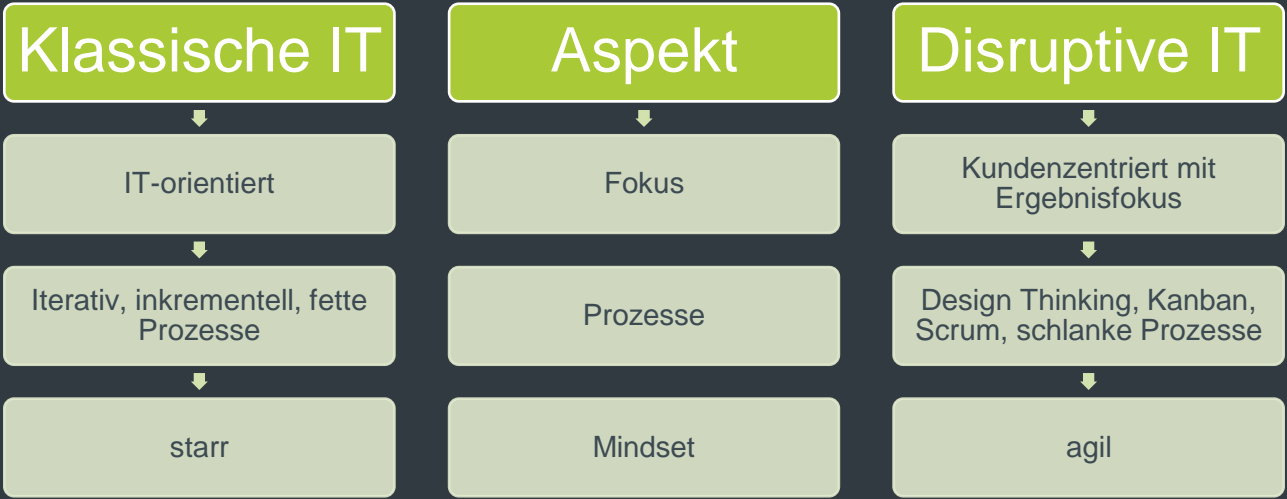 Klassische IT
Aspekt
Disruptive IT
IT-orientiert
Fokus
Kundenzentriert mit
Ergebnisfokus
Iterativ, inkrementell, fette
Prozesse
Prozesse
Design Thinking, Kanban,
Scrum, schlanke Prozesse
starr
Mindset
agil